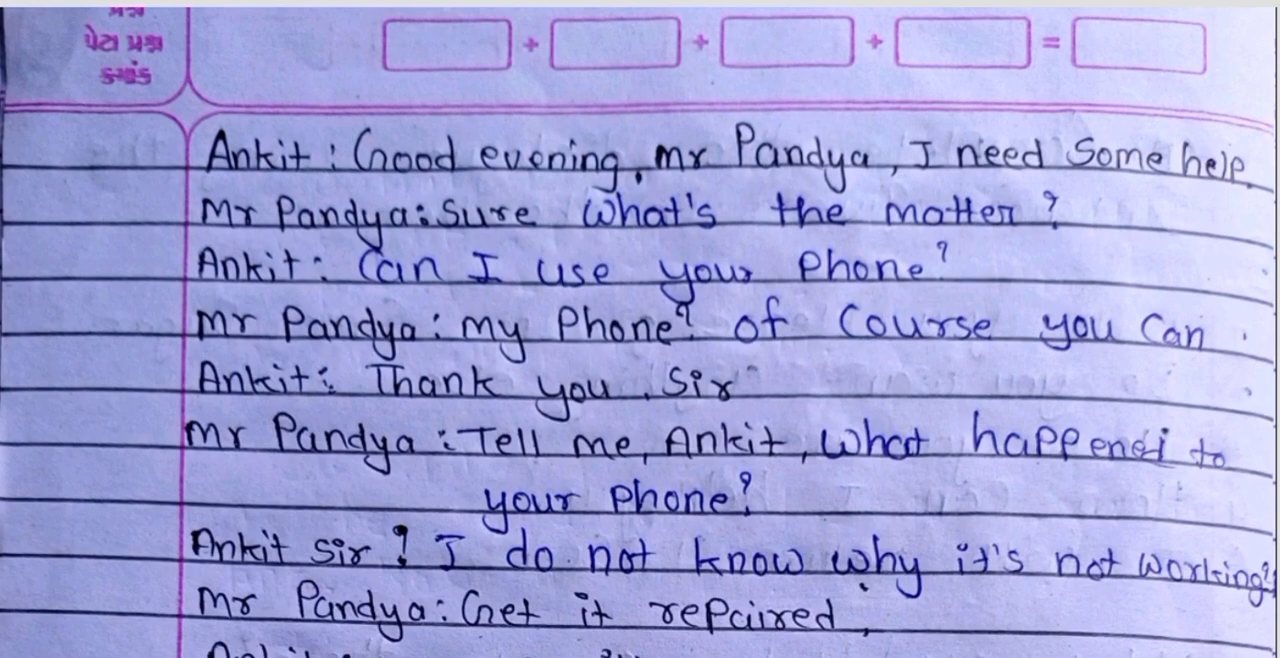 પેટા પ્રશ્ન
ક્રમાંક
+ + + =
Ankit : Good evening, mr Pandya, I need Some help.
Mr Pandya: Sure what's the matter ?
Ankit: Can I use your Phone?
Mr Pandya: my Phone? of Course you Can.
Ankit: Thank you, Sir
Mr Pandya : Tell me, Ankit, what happened to
your Phone?
Ankit Sir ! I do not know why it's not working?
Mr Pandya: Get it repaired,